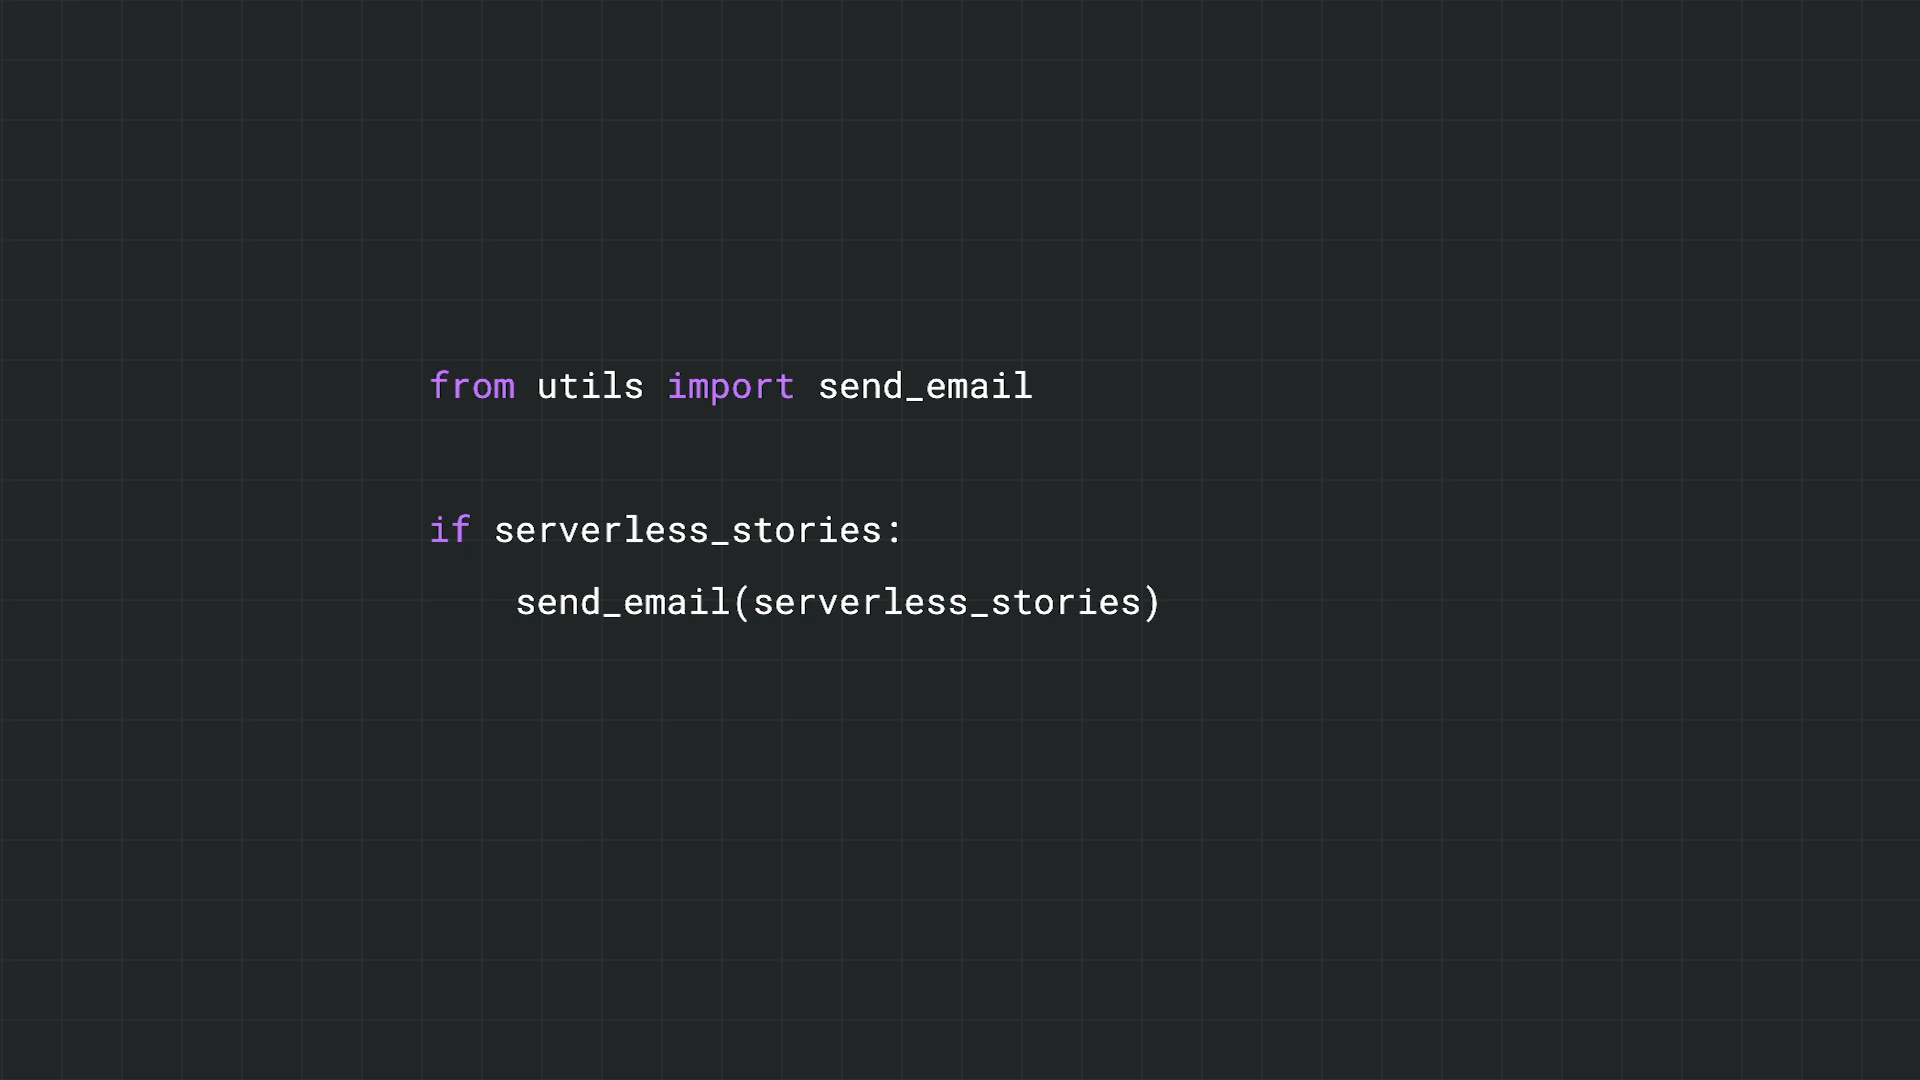 from utils import send_email
if serverless_stories:
    send_email(serverless_stories)